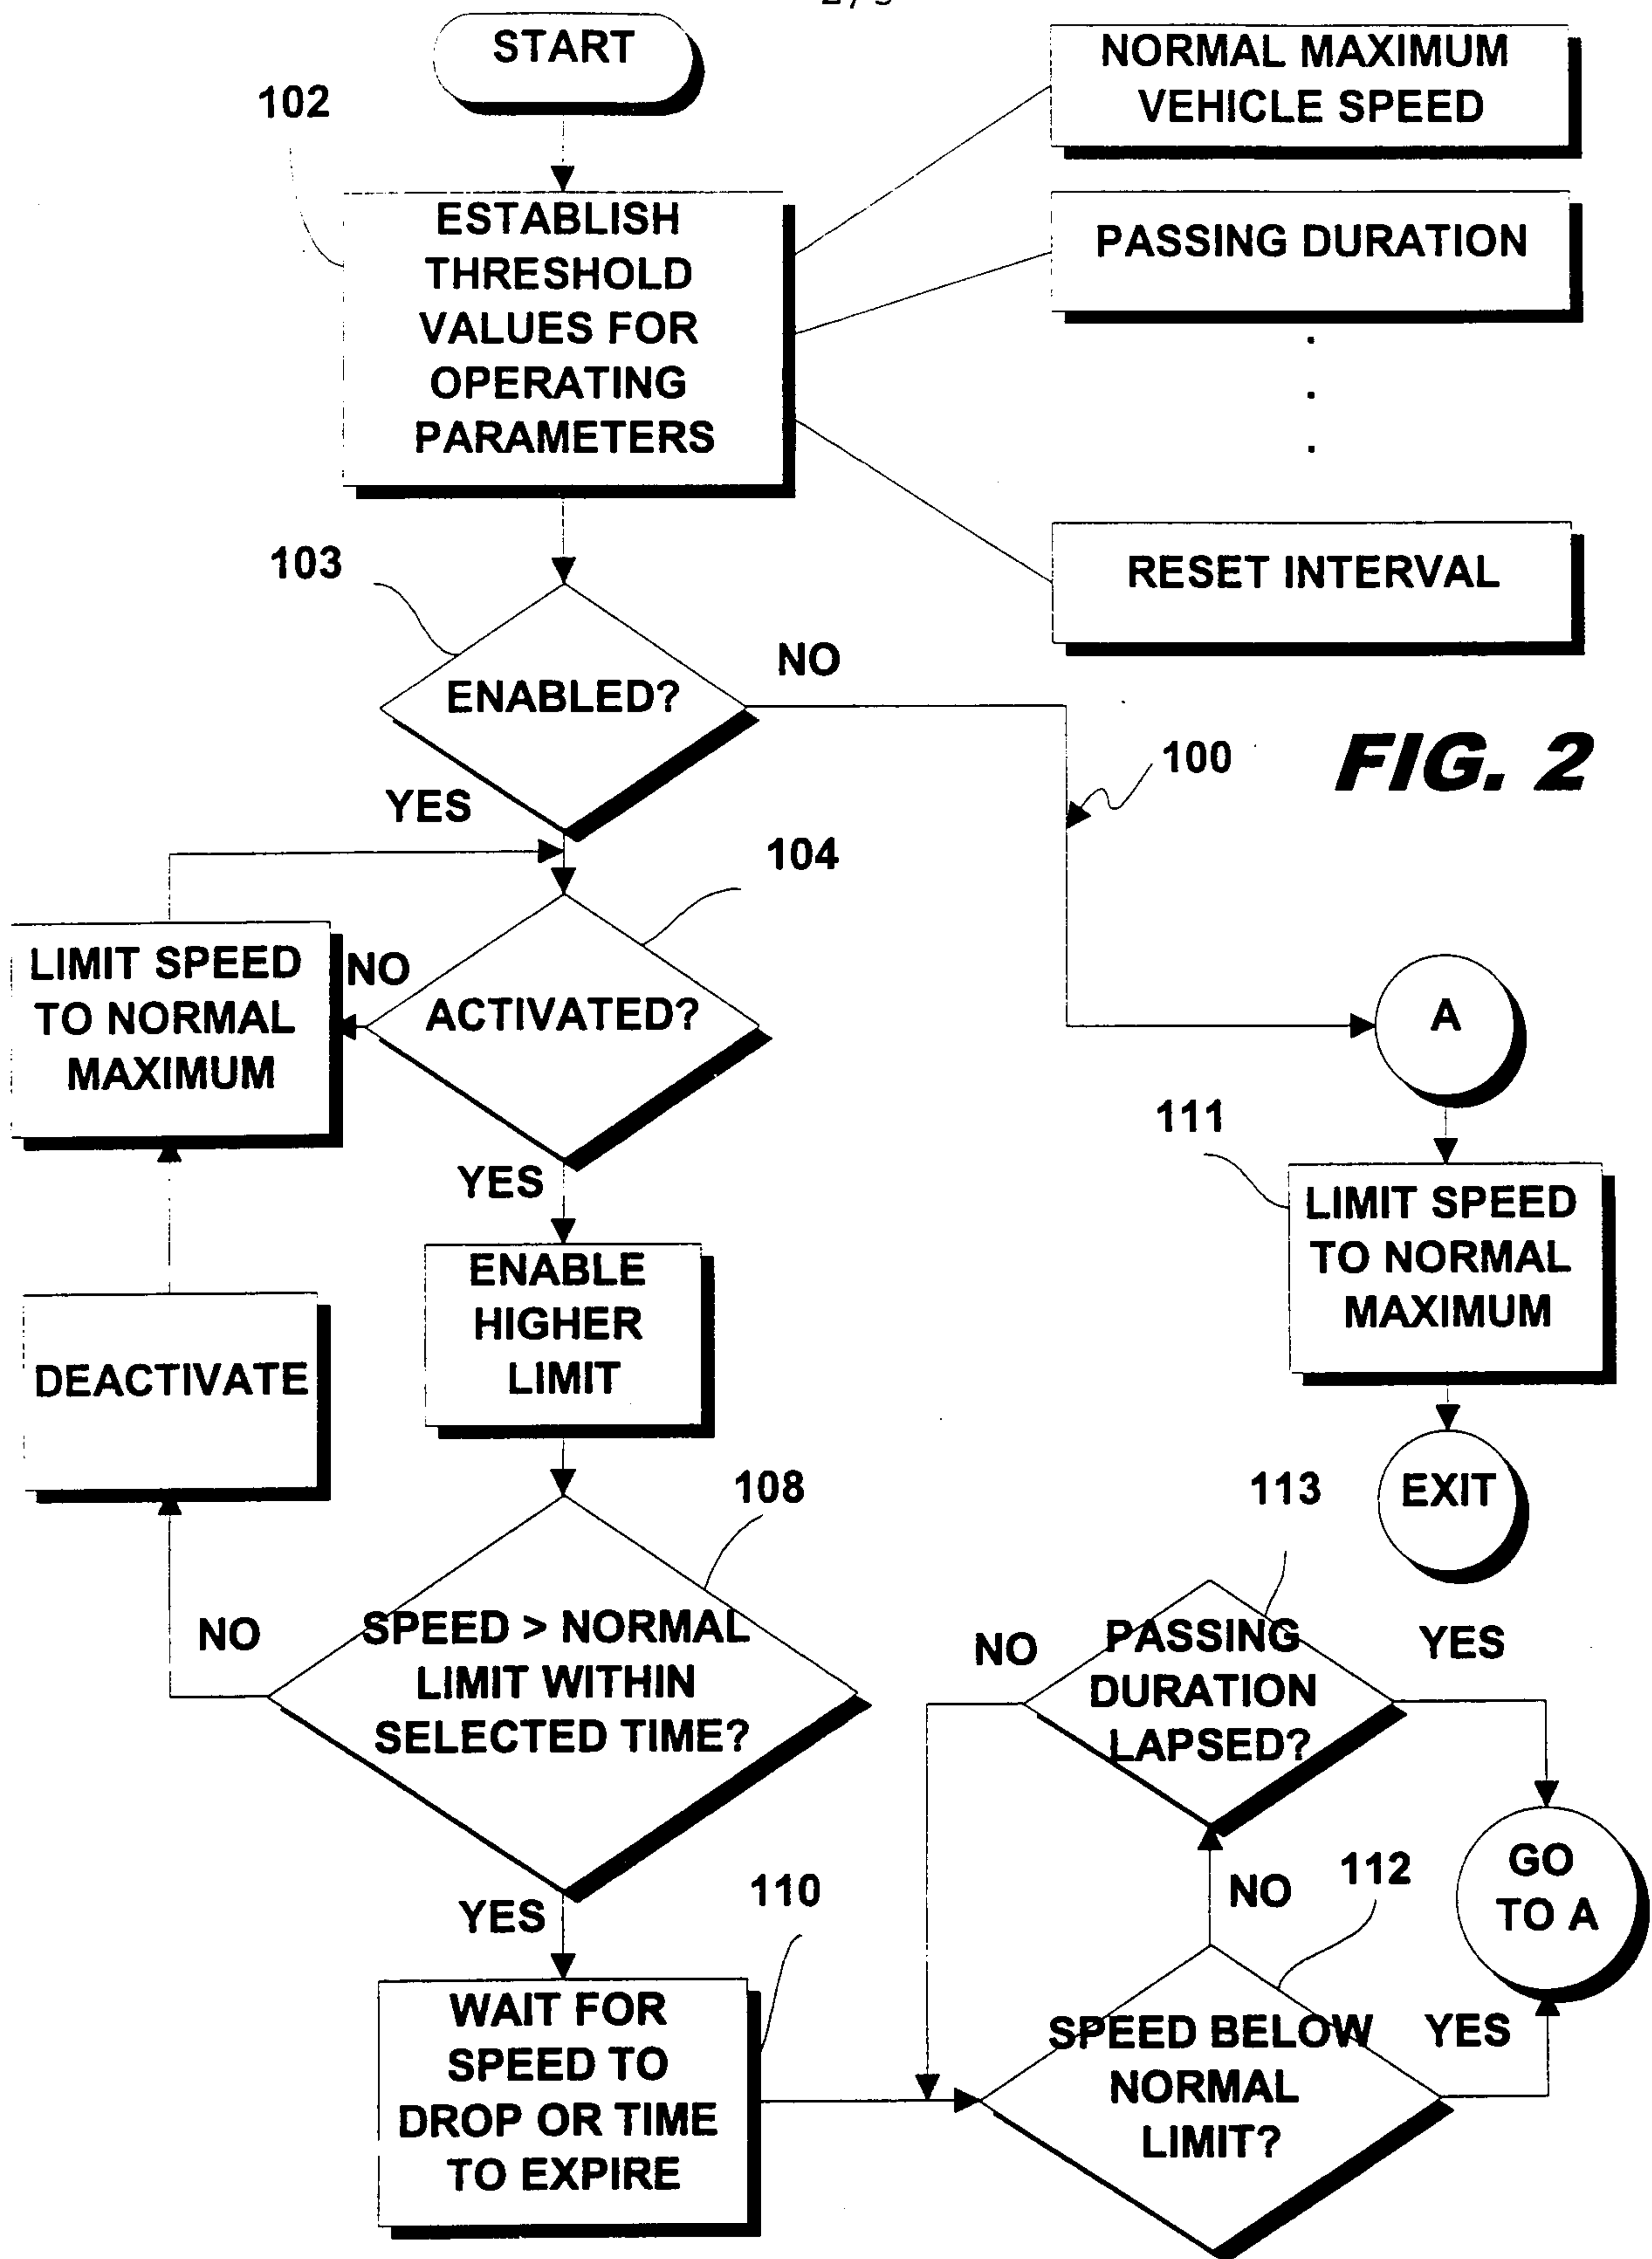 START
102
NORMAL MAXIMUM
VEHICLE SPEED
ESTABLISH
THRESHOLD
VALUES FOR
OPERATING
PARAMETERS
PASSING DURATION
.
.
.
RESET INTERVAL
103
ENABLED?
NO
YES
100
FIG. 2
104
LIMIT SPEED
TO NORMAL
MAXIMUM
NO
ACTIVATED?
A
YES
111
LIMIT SPEED
TO NORMAL
MAXIMUM
ENABLE
HIGHER
LIMIT
DEACTIVATE
EXIT
108
SPEED > NORMAL
LIMIT WITHIN
SELECTED TIME?
NO
113
PASSING
DURATION
LAPSED?
NO
YES
GO
TO A
YES
110
NO
112
WAIT FOR
SPEED TO
DROP OR TIME
TO EXPIRE
SPEED BELOW
NORMAL
LIMIT?
YES